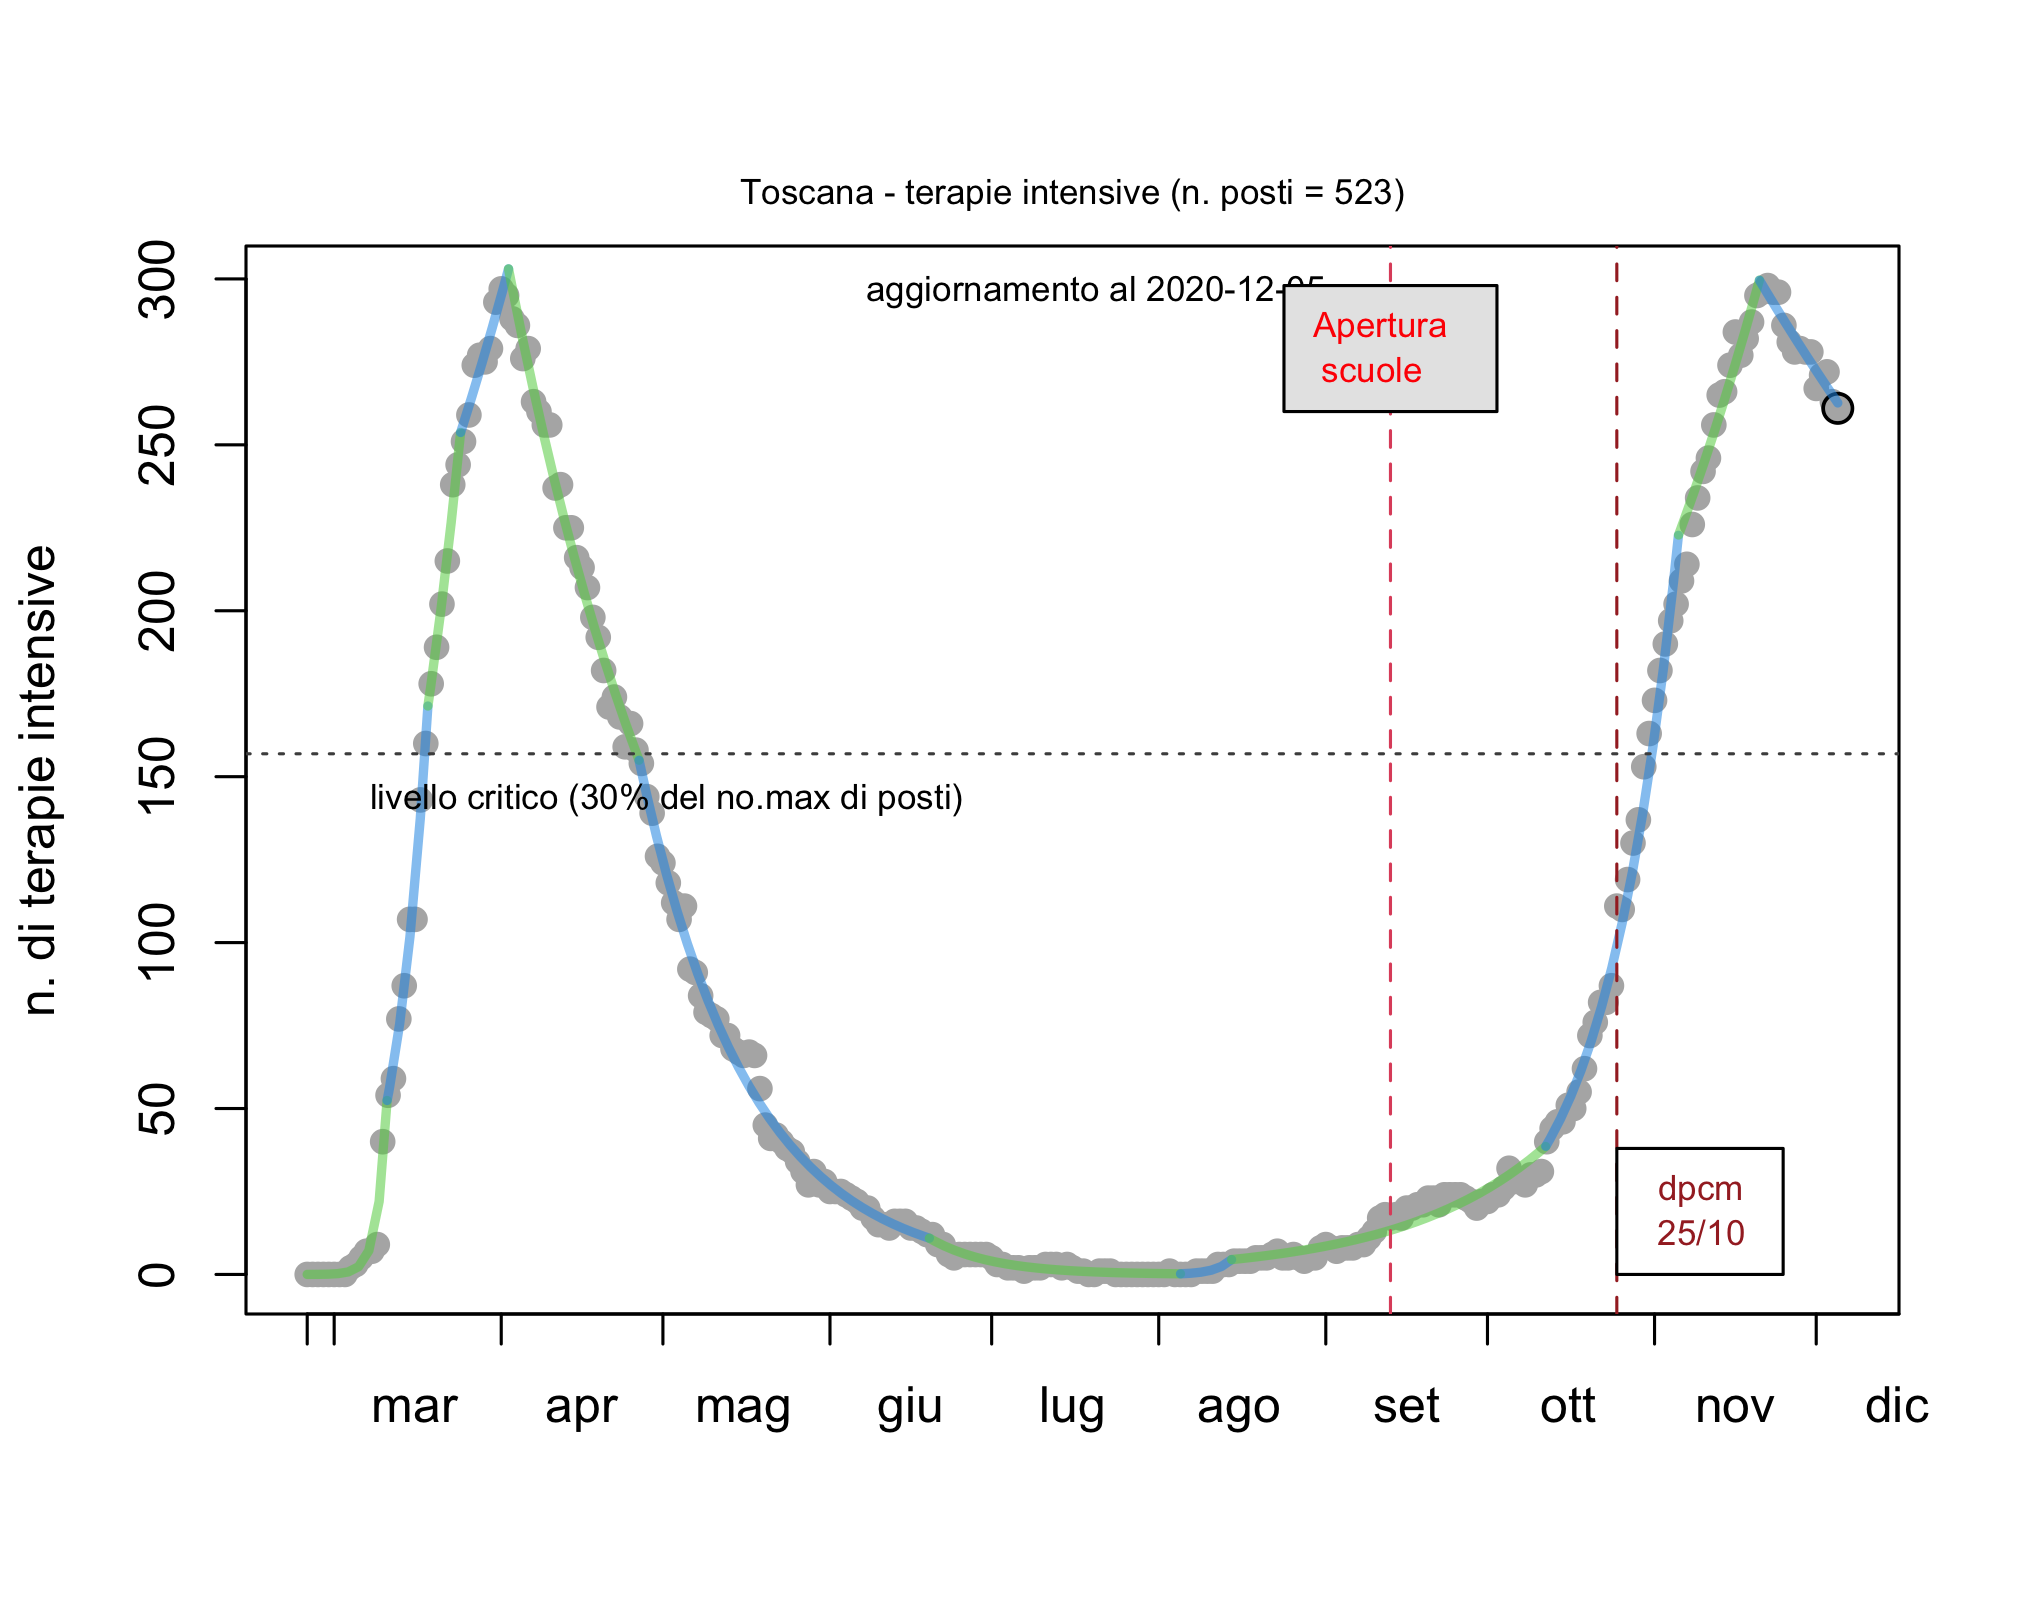 Toscana - terapie intensive (n. posti = 523)
aggiornamento al 2020-12-05
Apertura
scuole
n. di terapie intensive
300
250
200
150
100
50
0
livello critico (30% del no.max di posti)
dpcm
25/10
mar apr mag giu lug ago set ott nov dic